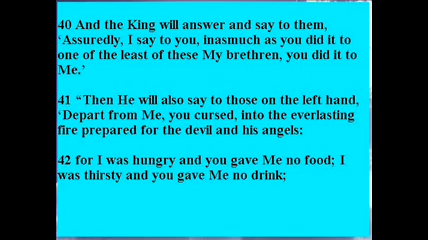 40 And the King will answer and say to them,
‘Assuredly, I say to you, inasmuch as you did it to
one of the least of these My brethren, you did it to
Me.’
41 “Then He will also say to those on the left hand,
‘Depart from Me, you cursed, into the everlasting
fire prepared for the devil and his angels:
42 for I was hungry and you gave Me no food; I
was thirsty and you gave Me no drink;